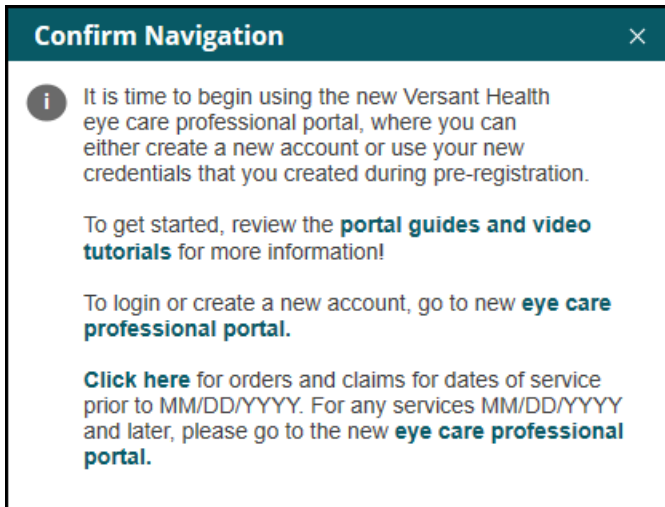 Confirm Navigation
It is time to begin using the new Versant Health
eye care professional portal, where you can
either create a new account or use your new
credentials that you created during pre-registration.
To get started, review the portal guides and video
tutorials for more information!
To login or create a new account, go to new eye care
professional portal.
Click here for orders and claims for dates of service
prior to MM/DD/YYYY. For any services MM/DD/YYYY
and later, please go to the new eye care professional
portal.